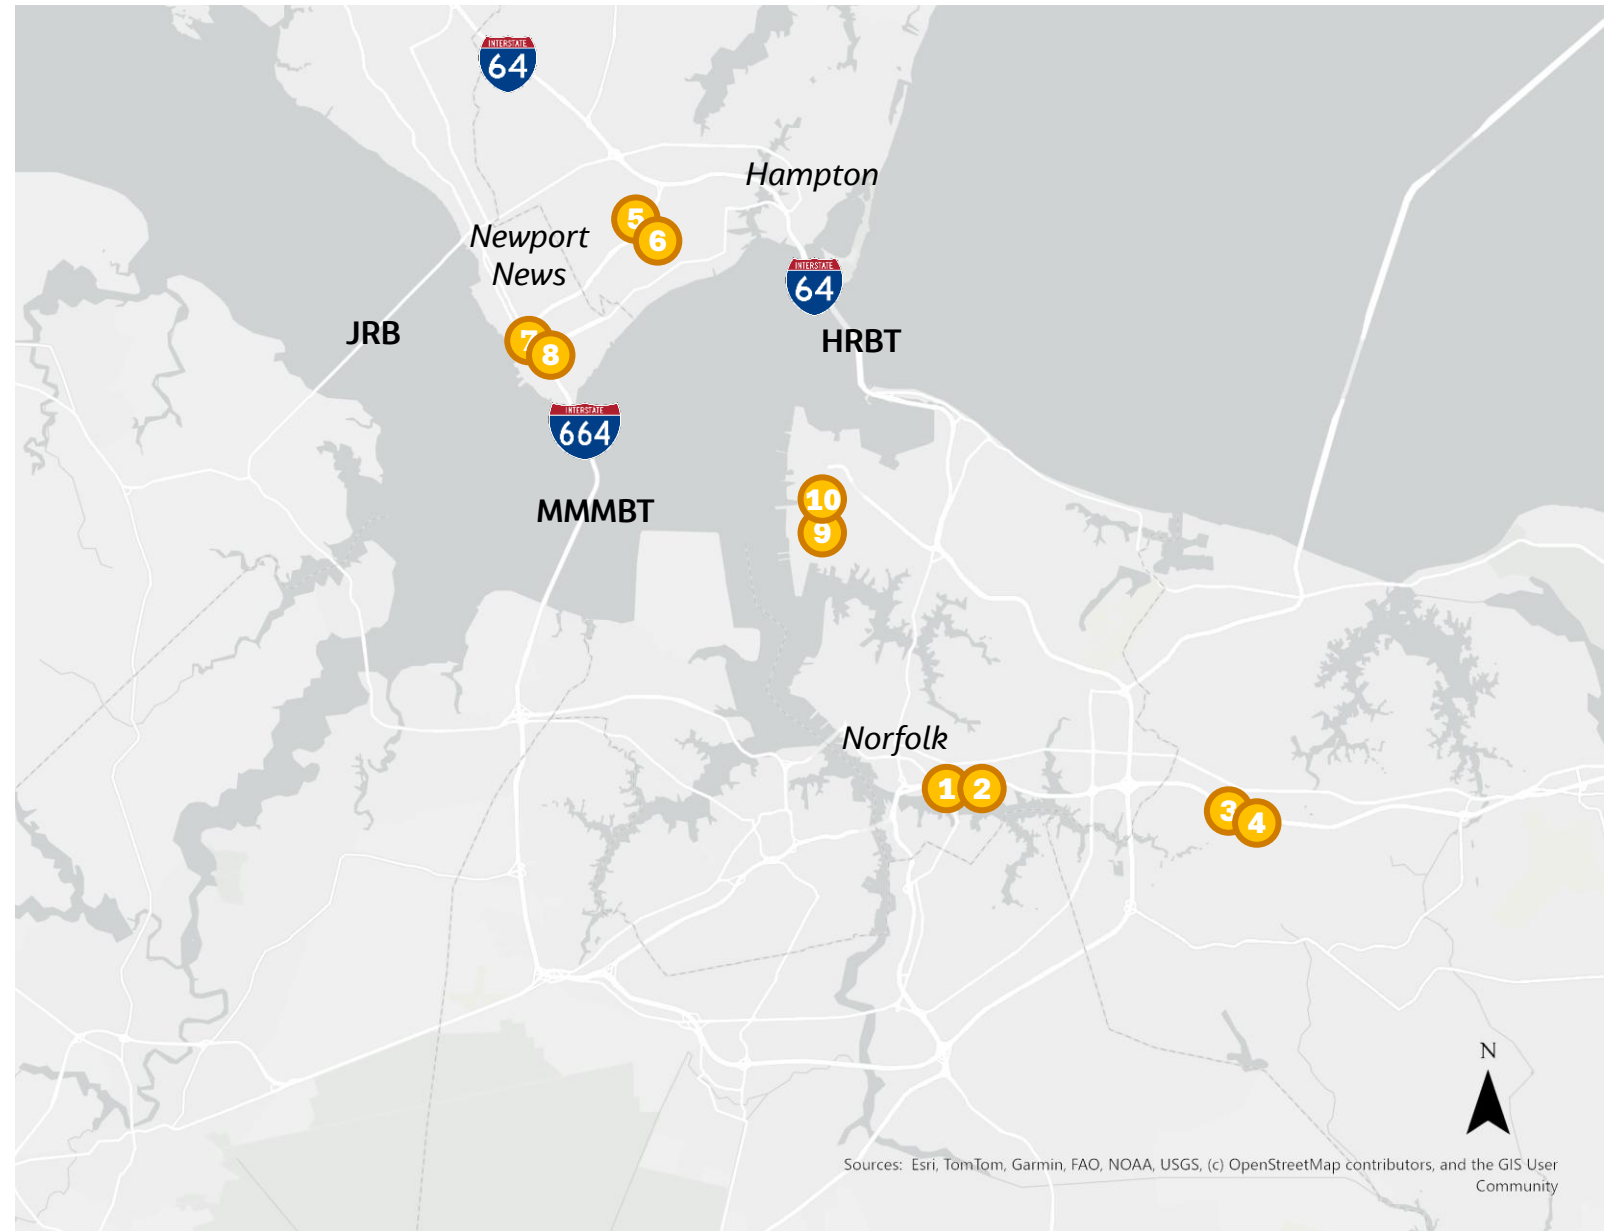 INTERSTATE
64
Hampton
5
6
Newport
News
INTERSTATE
64
JRB
7
8
HRBT
INTERSTATE
664
MMMBT
10
9
Norfolk
1
2
3
4
N
Sources: Esri, TomTom, Garmin, FAO, NOAA, USGS, (c) OpenStreetMap contributors, and the GIS User
Community